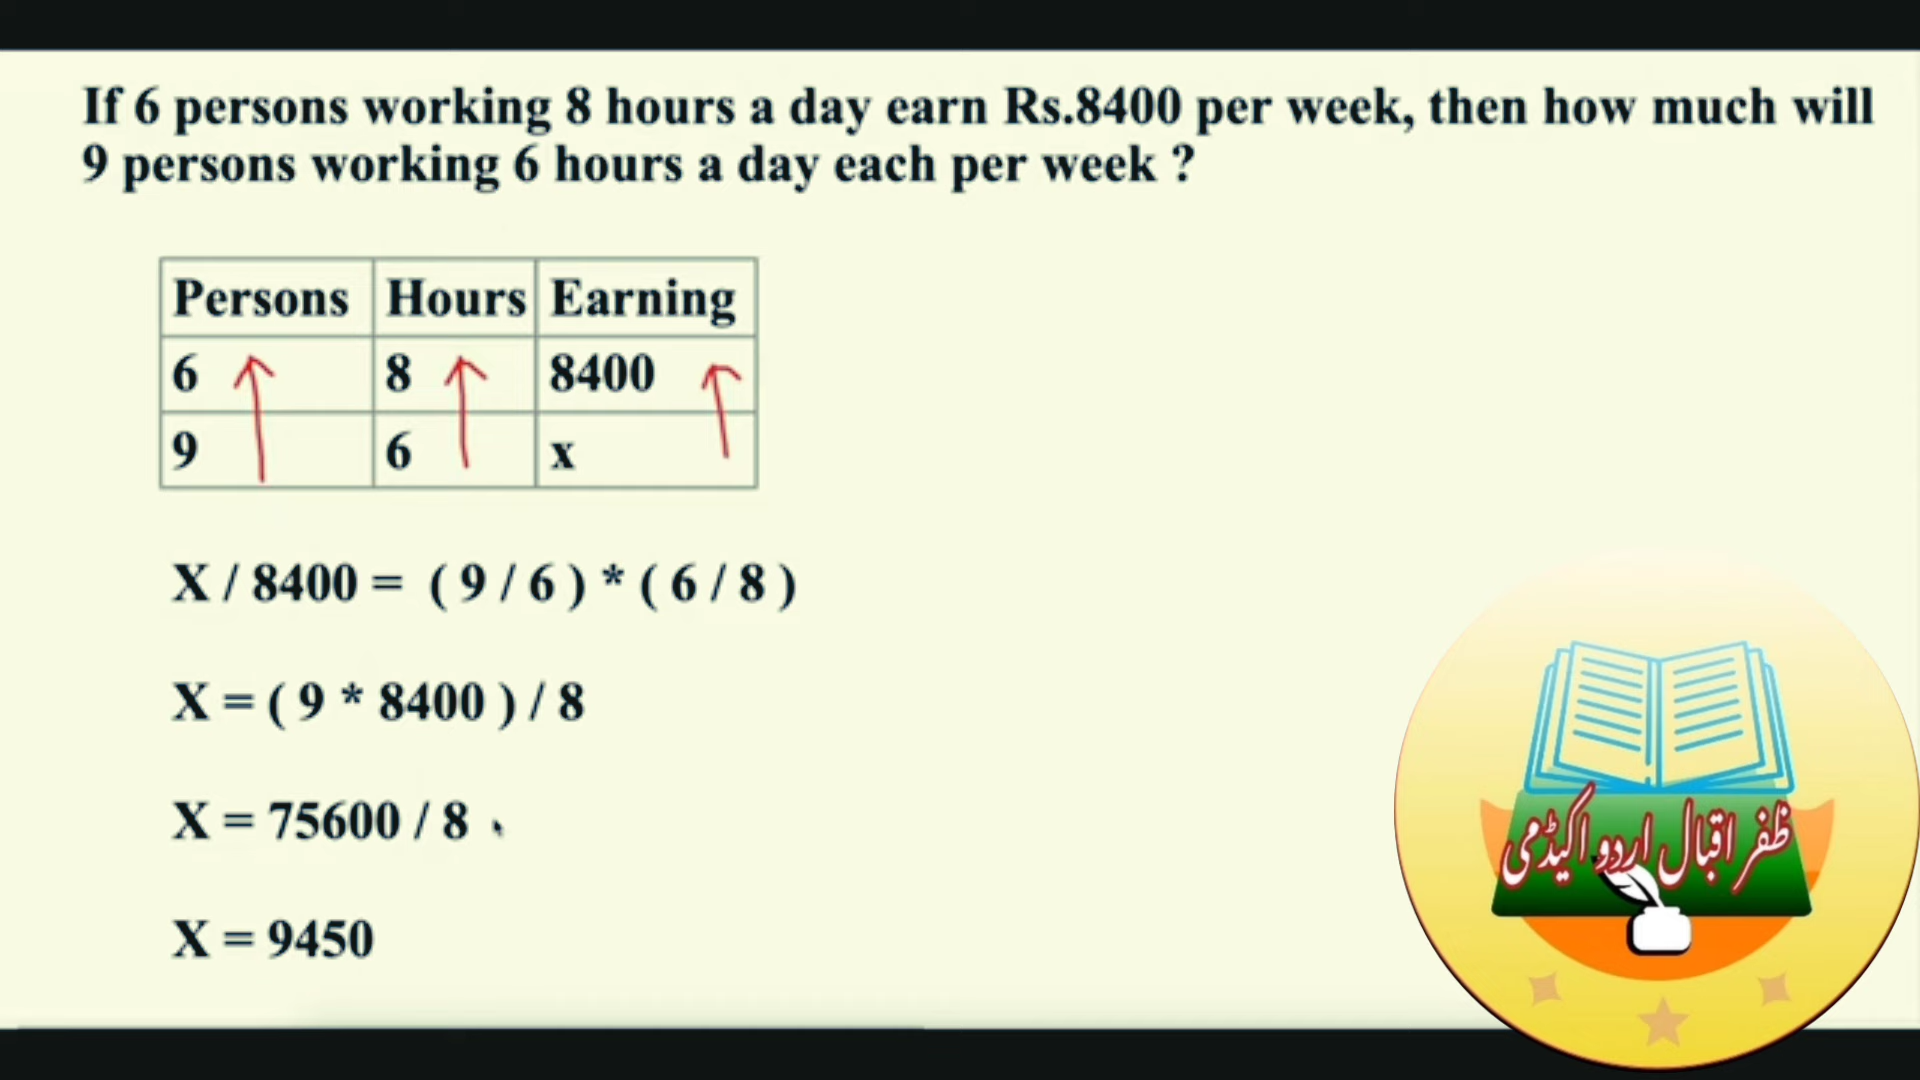 If 6 persons working 8 hours a day earn Rs.8400 per week, then how much will
9 persons working 6 hours a day each per week ?
Persons Hours Earning
6 8 8400
9 6 x
X / 8400 = ( 9 / 6 ) * ( 6 / 8 )
X = ( 9 * 8400 ) / 8
X = 75600 / 8
X = 9450
ظفر اقبال اردو اکیڈمی